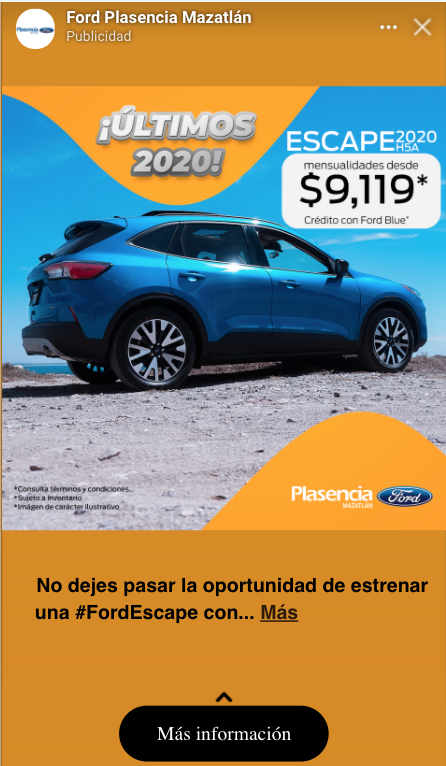 Ford Plasencia Mazatlán
Publicidad
¡ÚLTIMOS
2020!
ESCAPE 2020
H5A
mensualidades desde
$9,119*
Crédito con Ford Blue*
*Consulta términos y condiciones.
*Sujeto a inventario
*Imágen de carácter ilustrativo
Plasencia Ford
MAZATLÁN
No dejes pasar la oportunidad de estrenar
una #FordEscape con... Más
Más información